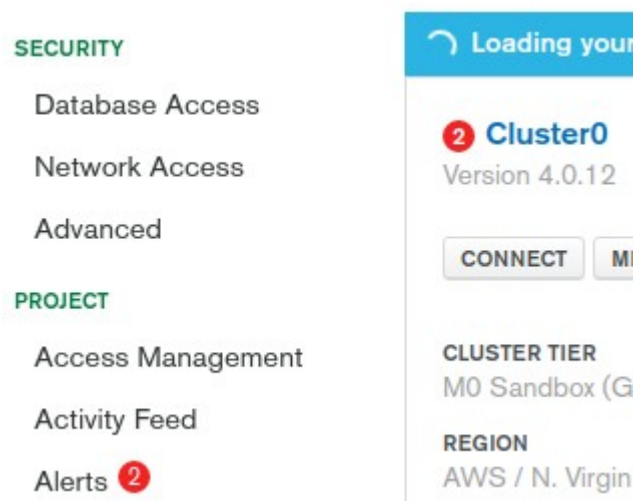 SECURITY
Database Access
Network Access
Advanced
PROJECT
Access Management
Activity Feed
Alerts 2
Loading your
2 Cluster0
Version 4.0.12
CONNECT
CLUSTER TIER
M0 Sandbox (G
REGION
AWS / N. Virgin